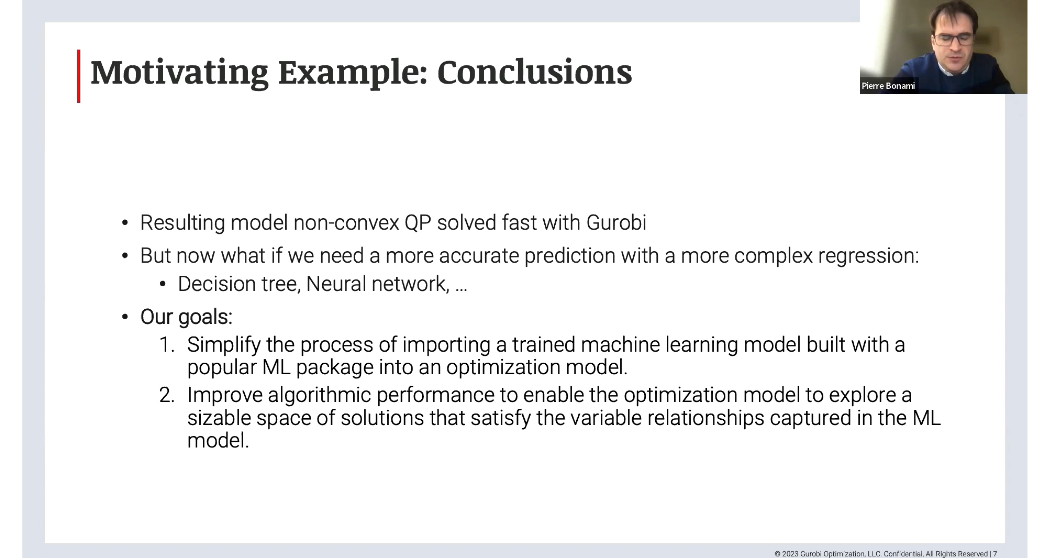 Motivating Example: Conclusions
Pierre Bonami
• Resulting model non-convex QP solved fast with Gurobi
• But now what if we need a more accurate prediction with a more complex regression:
• Decision tree, Neural network, ...
• Our goals:
1. Simplify the process of importing a trained machine learning model built with a
popular ML package into an optimization model.
2. Improve algorithmic performance to enable the optimization model to explore a
sizable space of solutions that satisfy the variable relationships captured in the ML
model.
© 2023 Gurobi Optimization, LLC. Confidential, All Rights Reserved | 7